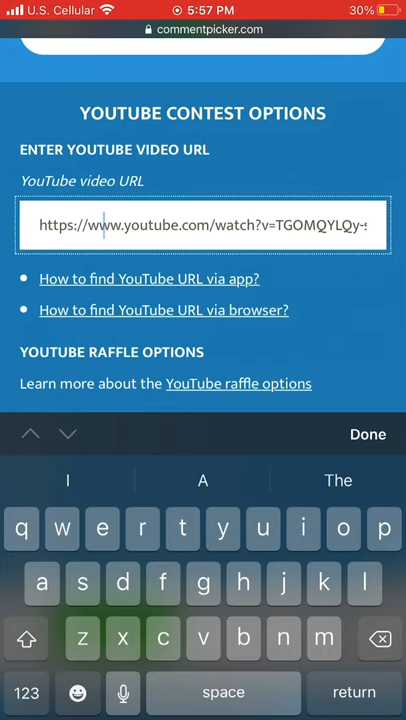 U.S. Cellular 5:57 PM 30%
commentpicker.com
YOUTUBE CONTEST OPTIONS
ENTER YOUTUBE VIDEO URL
YouTube video URL
https://www.youtube.com/watch?v=TGOMQYLQy-s
How to find YouTube URL via app?
How to find YouTube URL via browser?
YOUTUBE RAFFLE OPTIONS
Learn more about the YouTube raffle options
Done
I A The
q w e r t y u i o p
a s d f g h j k l
z x c v b n m
123 space return